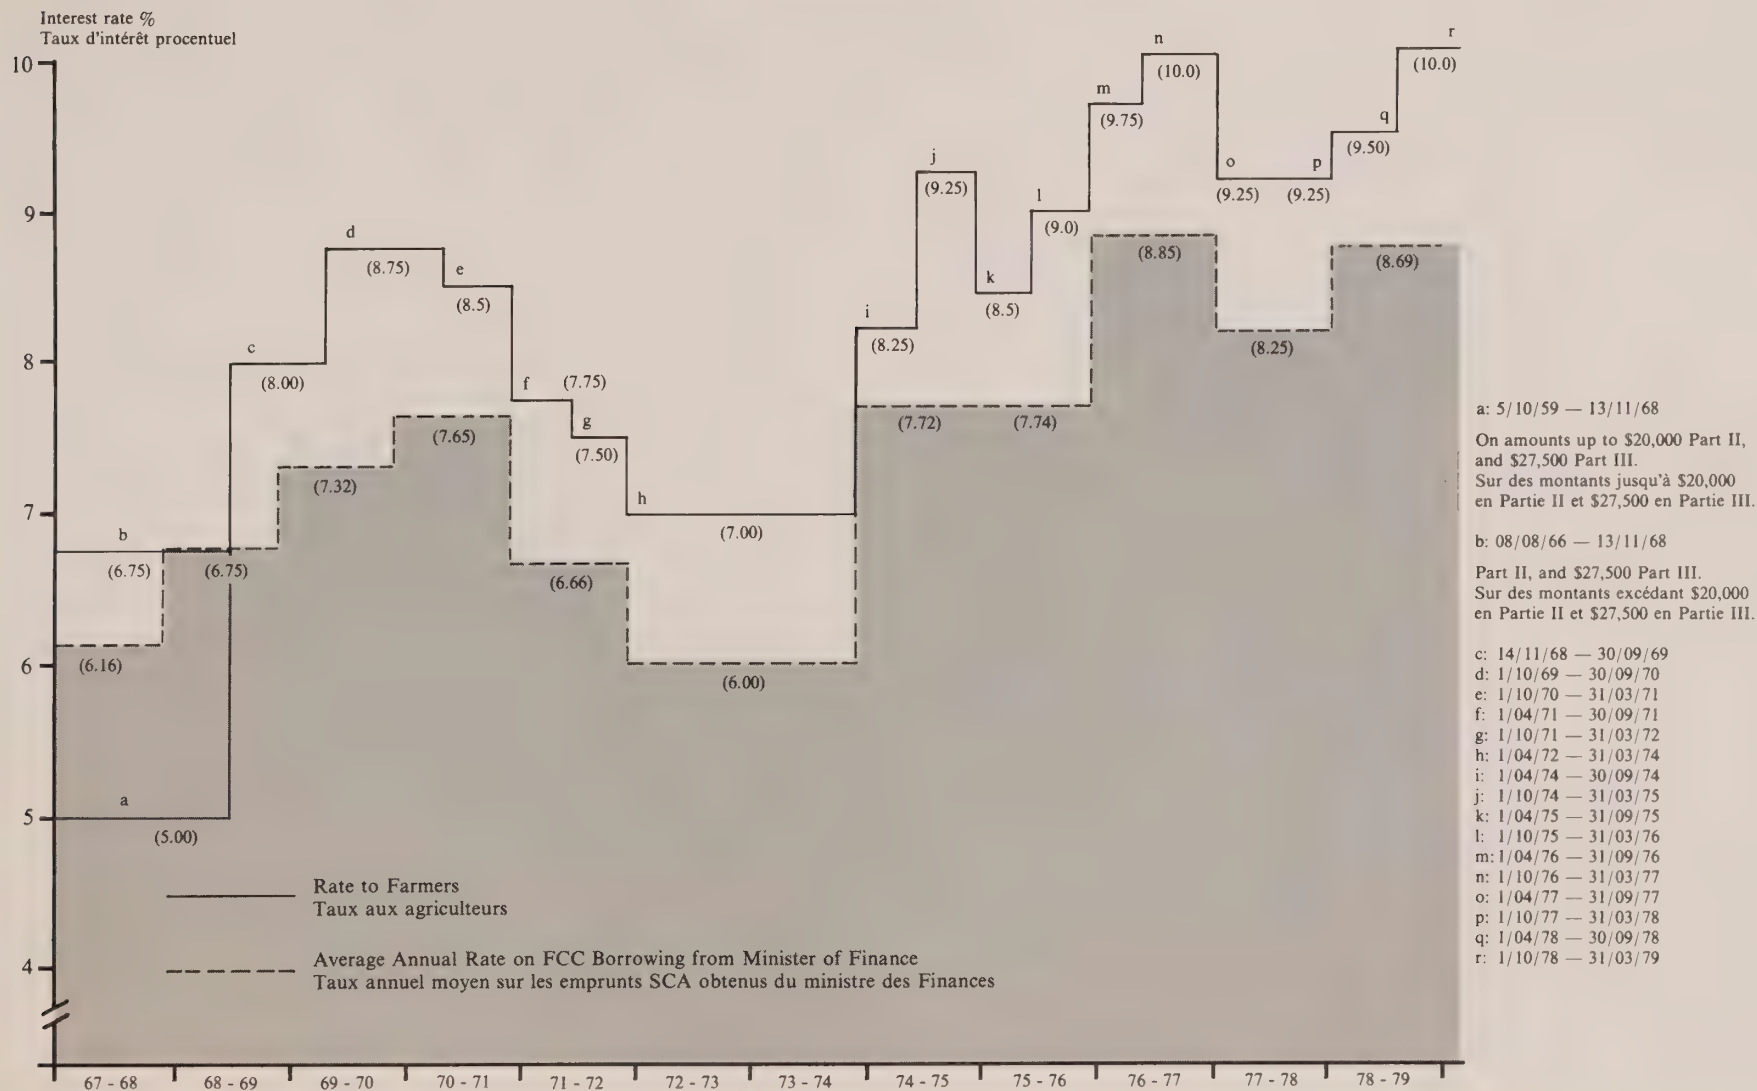 Interest rate %
Taux d'intérêt procentuel
10
9
8
7
6
5
4
a
(5.00)
b
(6.75)
(6.75)
(6.16)
c
(8.00)
d
(8.75)
e
(8.5)
f
(7.75)
g
(7.50)
h
(7.00)
i
(8.25)
j
(9.25)
k
(8.5)
l
(9.0)
m
(9.75)
n
(10.0)
o
(9.25)
p
(9.25)
q
(9.50)
r
(10.0)
(7.32)
(7.65)
(6.66)
(6.00)
(7.72)
(7.74)
(8.85)
(8.25)
(8.69)
Rate to Farmers
Taux aux agriculteurs
Average Annual Rate on FCC Borrowing from Minister of Finance
Taux annuel moyen sur les emprunts SCA obtenus du ministre des Finances
67 - 68
68 - 69
69 - 70
70 - 71
71 - 72
72 - 73
73 - 74
74 - 75
75 - 76
76 - 77
77 - 78
78 - 79
a: 5/10/59 — 13/11/68
On amounts up to $20,000 Part II,
and $27,500 Part III.
Sur des montants jusqu'à $20,000
en Partie II et $27,500 en Partie III.
b: 08/08/66 — 13/11/68
Part II, and $27,500 Part III.
Sur des montants excédant $20,000
en Partie II et $27,500 en Partie III.
c: 14/11/68 — 30/09/69
d: 1/10/69 — 30/09/70
e: 1/10/70 — 31/03/71
f: 1/04/71 — 30/09/71
g: 1/10/71 — 31/03/72
h: 1/04/72 — 31/03/74
i: 1/04/74 — 30/09/74
j: 1/10/74 — 31/03/75
k: 1/04/75 — 31/09/75
l: 1/10/75 — 31/03/76
m: 1/04/76 — 31/09/76
n: 1/10/76 — 31/03/77
o: 1/04/77 — 31/09/77
p: 1/10/77 — 31/03/78
q: 1/04/78 — 30/09/78
r: 1/10/78 — 31/03/79